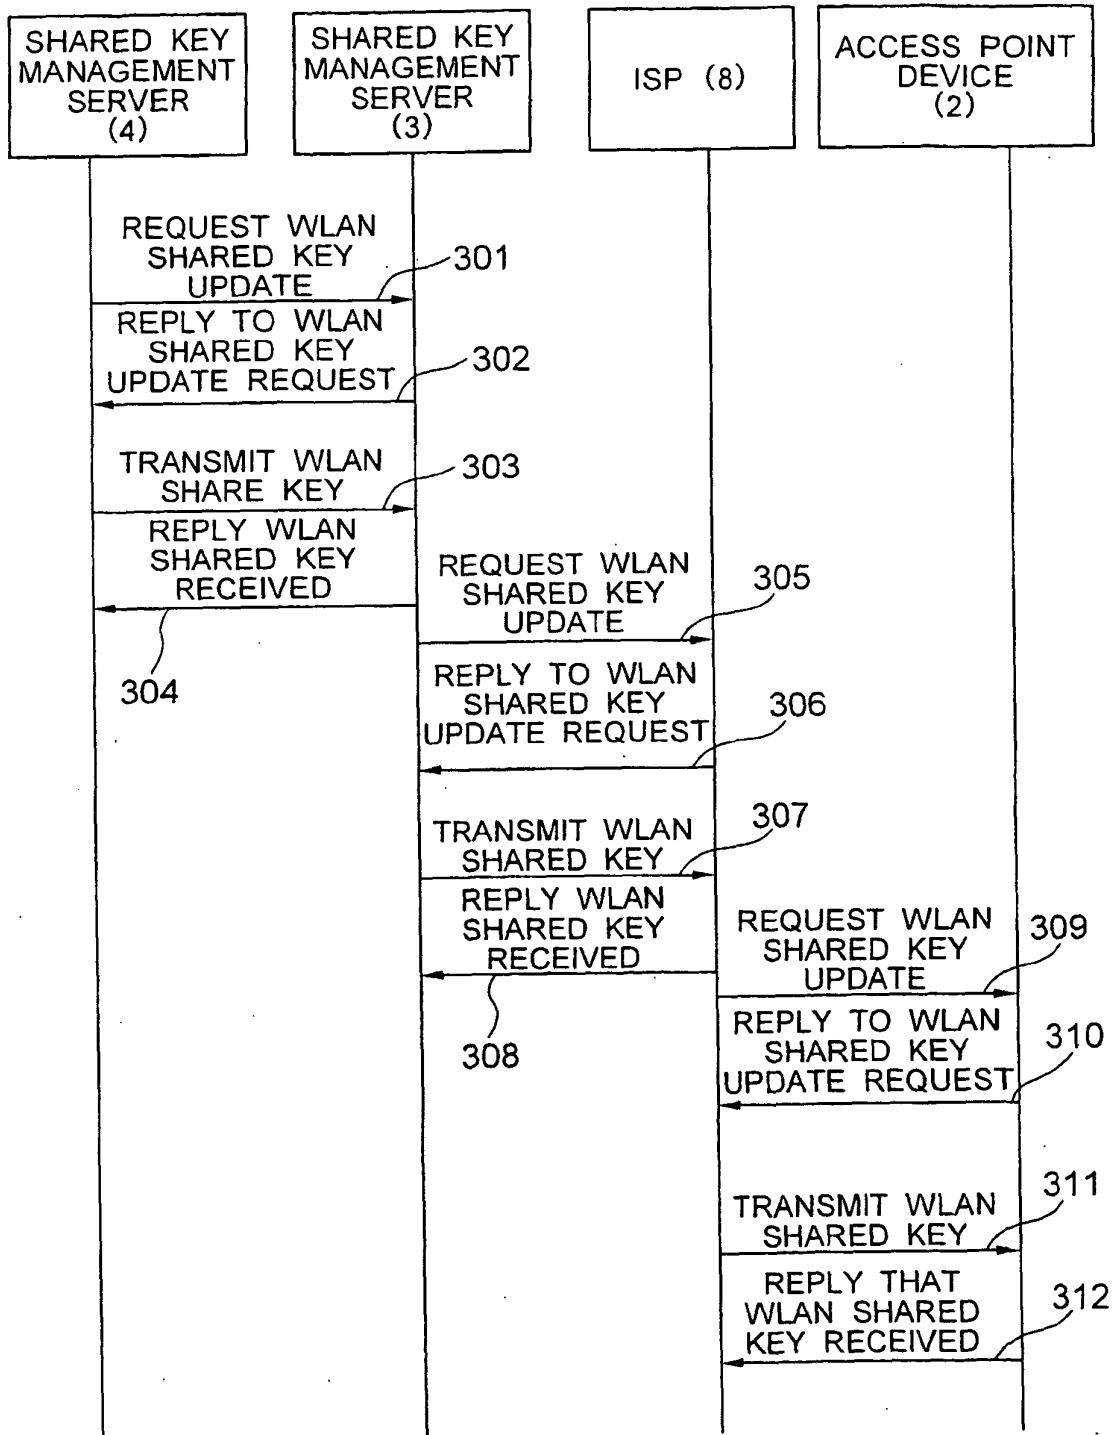 SHARED KEY
MANAGEMENT
SERVER
(4)
SHARED KEY
MANAGEMENT
SERVER
(3)
ISP (8)
ACCESS POINT
DEVICE
(2)
REQUEST WLAN
SHARED KEY
UPDATE
301
REPLY TO WLAN
SHARED KEY
UPDATE REQUEST
302
TRANSMIT WLAN
SHARE KEY
303
REPLY WLAN
SHARED KEY
RECEIVED
304
REQUEST WLAN
SHARED KEY
UPDATE
305
REPLY TO WLAN
SHARED KEY
UPDATE REQUEST
306
TRANSMIT WLAN
SHARED KEY
307
REPLY WLAN
SHARED KEY
RECEIVED
308
REQUEST WLAN
SHARED KEY
UPDATE
309
REPLY TO WLAN
SHARED KEY
UPDATE REQUEST
310
TRANSMIT WLAN
SHARED KEY
311
REPLY THAT
WLAN SHARED
KEY RECEIVED
312